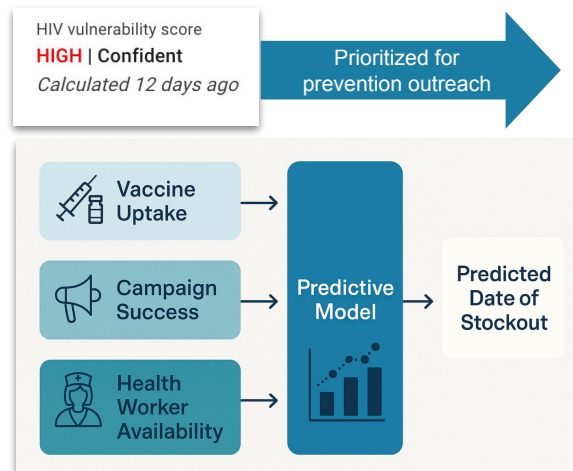 HIV vulnerability score
HIGH | Confident
Calculated 12 days ago
Prioritized for
prevention outreach
Vaccine
Uptake
Campaign
Success
Health
Worker
Availability
Predictive
Model
Predicted
Date of
Stockout